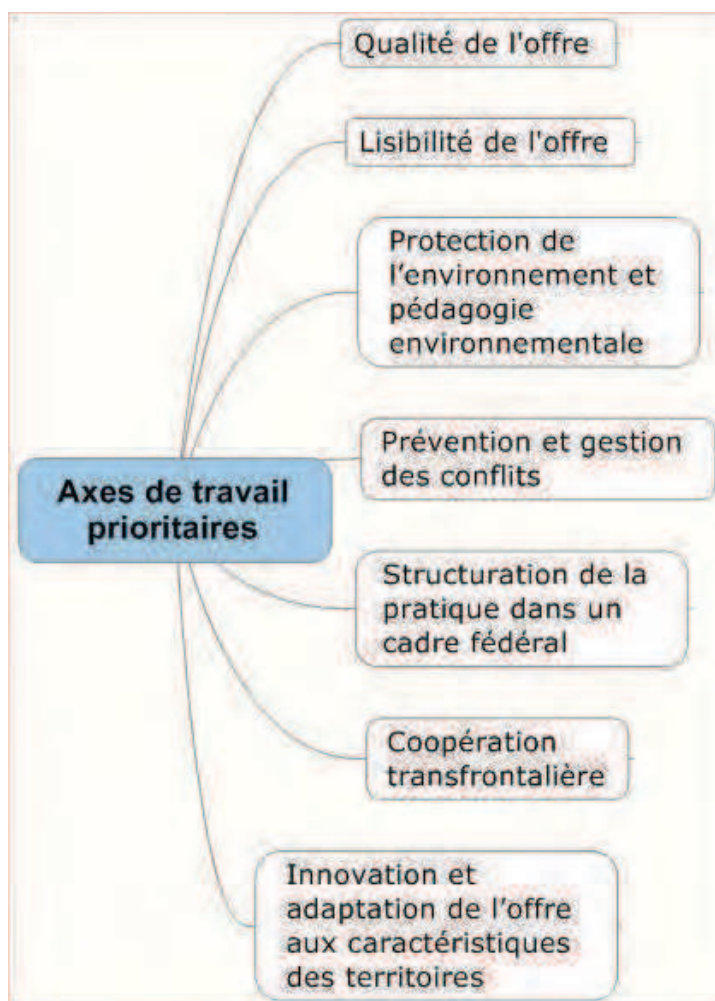 Qualité de l'offre
Lisibilité de l'offre
Protection de
l'environnement et
pédagogie
environnementale
Prévention et gestion
des conflits
Axes de travail
prioritaires
Structuration de la
pratique dans un
cadre fédéral
Coopération
transfrontalière
Innovation et
adaptation de l'offre
aux caractéristiques
des territoires